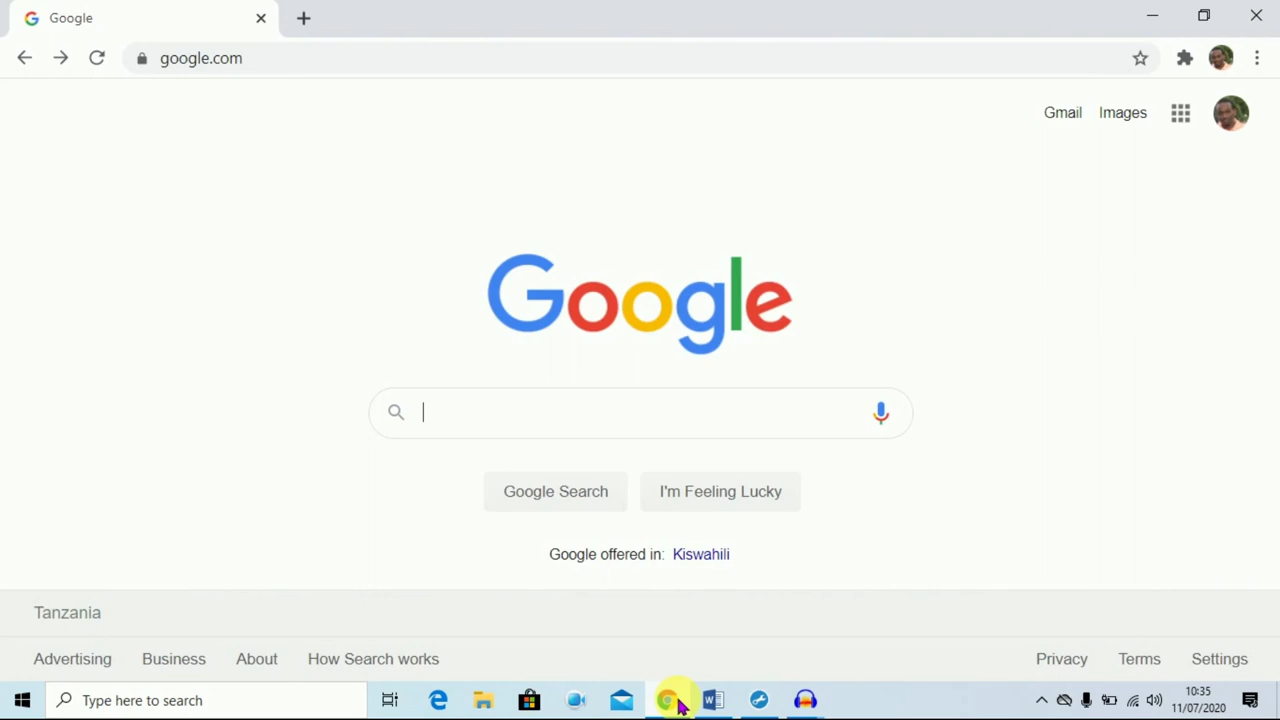 Google
google.com
Gmail Images
Google
Google Search I'm Feeling Lucky
Google offered in: Kiswahili
Tanzania
Advertising Business About How Search works Privacy Terms Settings
Type here to search
10:35
11/07/2020